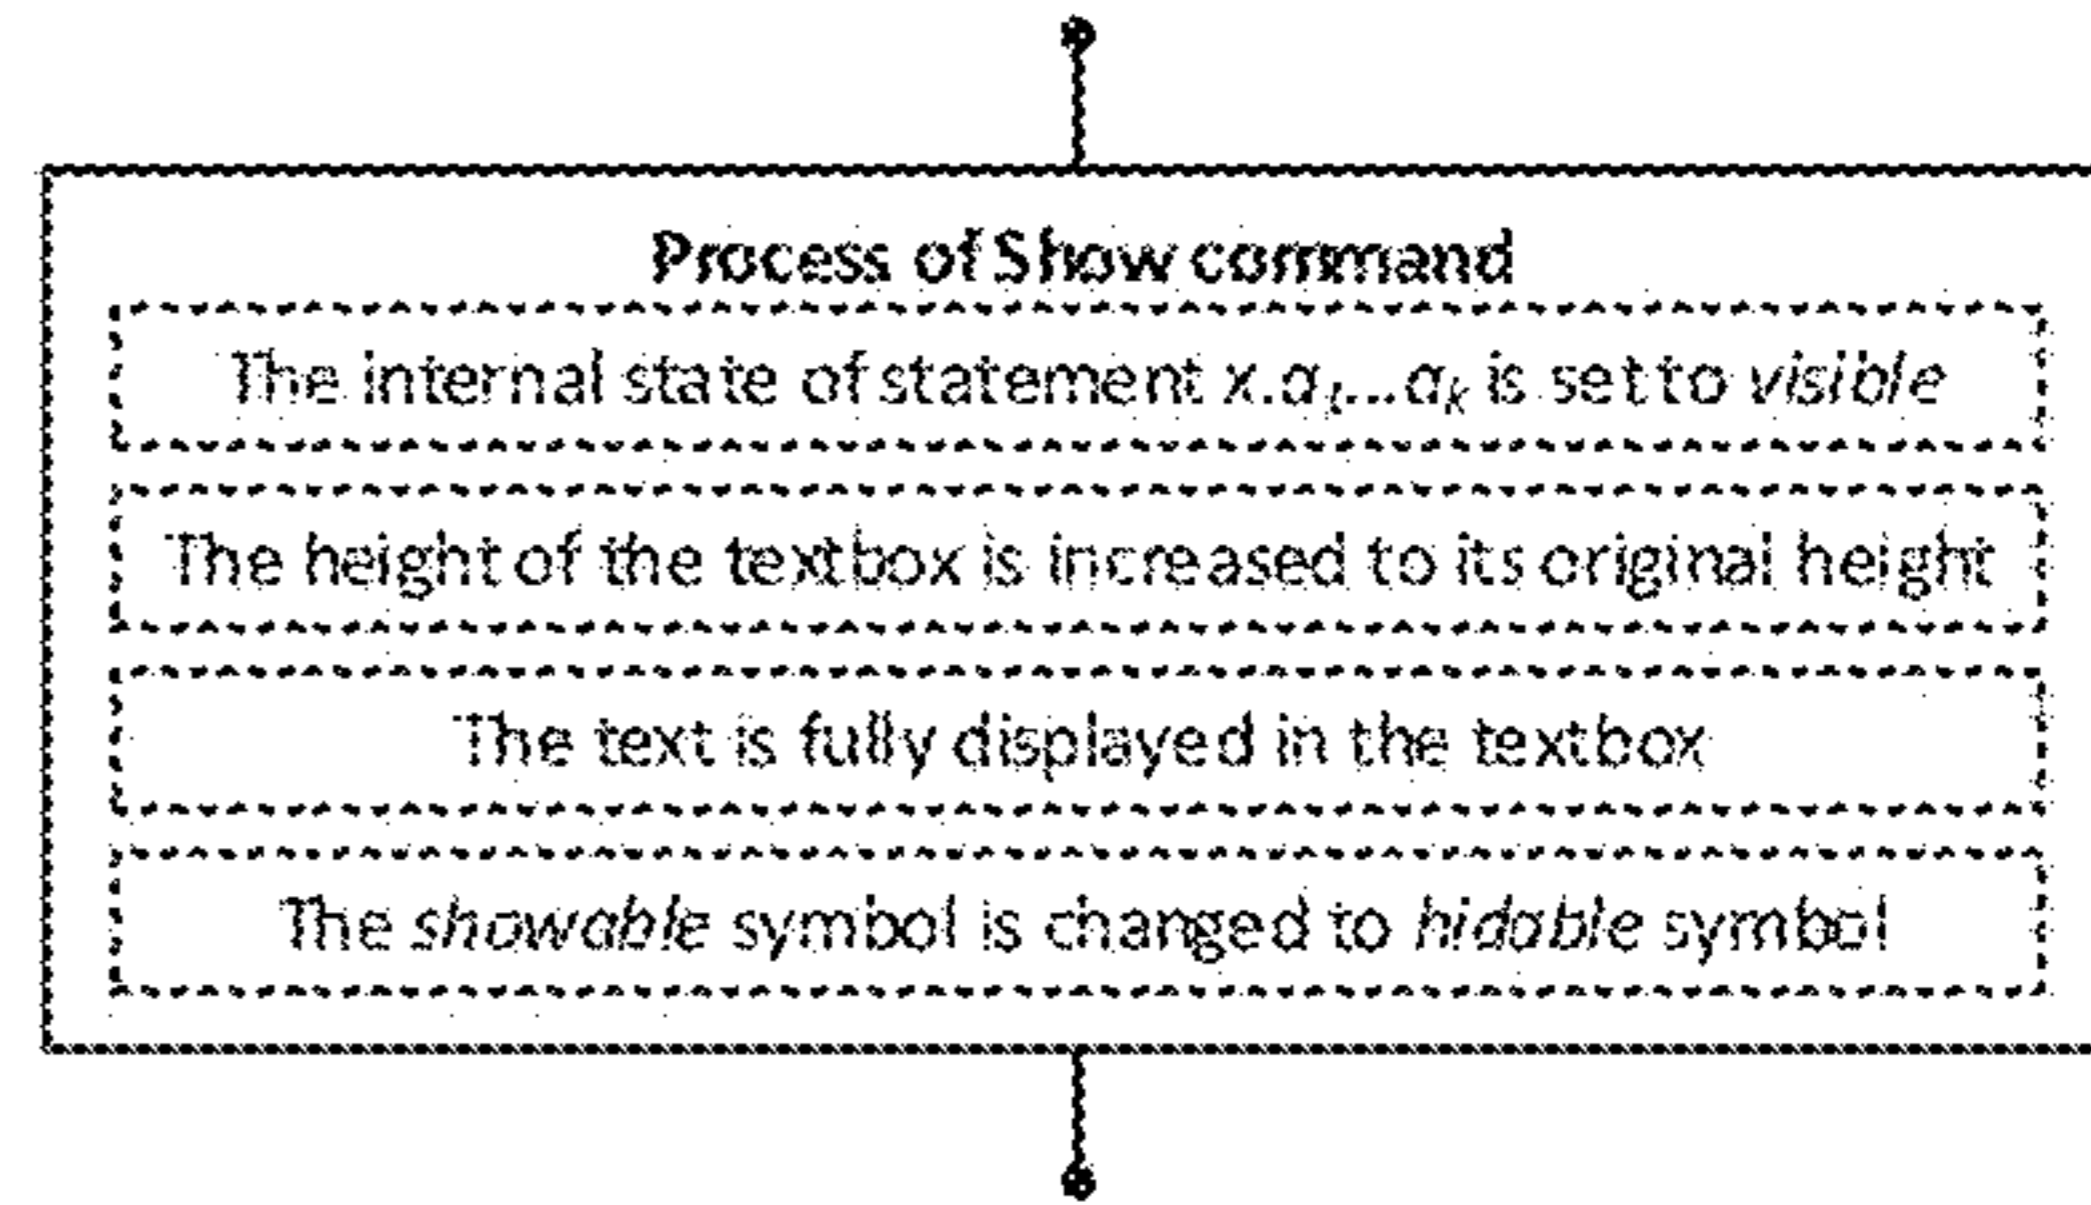 Process of Show command
The internal state of statement x.a₁...aₖ is set to visible
The height of the textbox is increased to its original height
The text is fully displayed in the textbox
The showable symbol is changed to hidable symbol